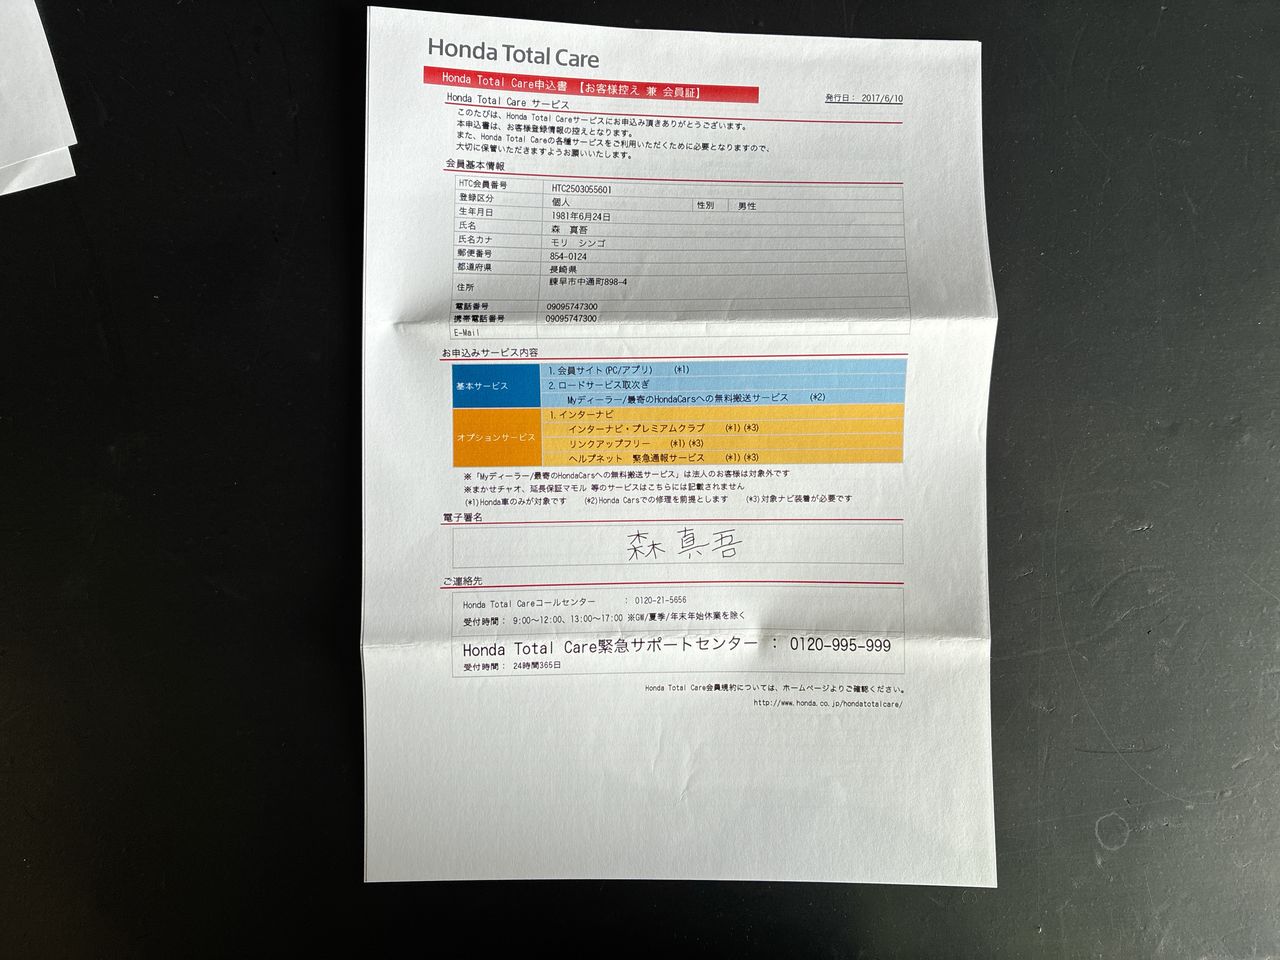 Honda Total Care
Honda Total Care申込書 【お客様控え 兼 会員証】
発行日： 2017/6/10
Honda Total Care サービス
このたびは、Honda Total Careサービスにお申込み頂きありがとうございます。
本申込書は、お客様登録情報の控えとなります。
また、Honda Total Careの各種サービスをご利用いただくために必要となりますので、
大切に保管いただきますようお願いいたします。
会員基本情報
HTC会員番号 HTC2503055601
登録区分 個人 性別 男性
生年月日 1981年6月24日
氏名 森 真吾
氏名カナ モリ シンゴ
郵便番号 854-0124
都道府県 長崎県
住所 諫早市中通町898-4
電話番号 09095747300
携帯電話番号 09095747300
E-Mail
お申込みサービス内容
基本サービス
1. 会員サイト(PC/アプリ) (*1)
2. ロードサービス取次ぎ
Myディーラー/最寄のHondaCarsへの無料搬送サービス (*2)
オプションサービス
1. インターナビ
インターナビ・プレミアムクラブ (*1) (*3)
リンクアップフリー (*1) (*3)
ヘルプネット 緊急通報サービス (*1) (*3)
※「Myディーラー/最寄のHondaCarsへの無料搬送サービス」は法人のお客様は対象外です
※まかせチャオ、延長保証マモル 等のサービスはこちらには記載されません
(*1)Honda車のみが対象です (*2)Honda Carsでの修理を前提とします (*3)対象ナビ装着が必要です
電子署名
森 真吾
ご連絡先
Honda Total Careコールセンター ： 0120-21-5656
受付時間： 9:00～12:00、13:00～17:00 ※GW/夏季/年末年始休業を除く
Honda Total Care緊急サポートセンター ： 0120-995-999
受付時間： 24時間365日
Honda Total Care会員規約については、ホームページよりご確認ください。
http://www.honda.co.jp/hondatotalcare/